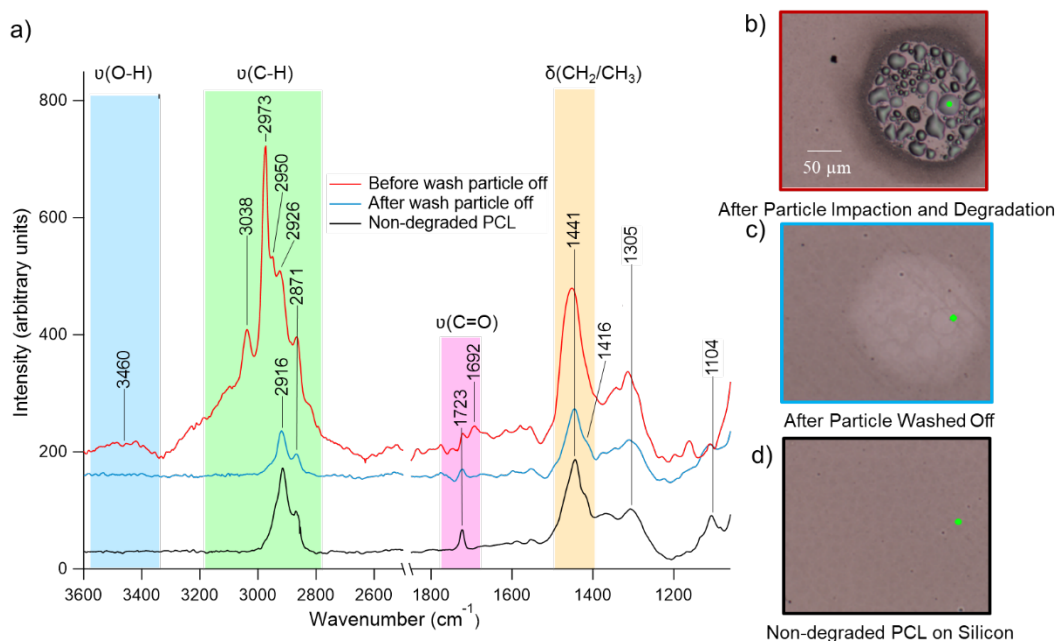 a)
υ(O-H)
υ(C-H)
δ(CH2/CH3)
υ(C=O)
3460
3038
2973
2950
2926
2871
2916
1723
1692
1441
1416
1305
1104
Before wash particle off
After wash particle off
Non-degraded PCL
Intensity (arbitrary units)
800
600
400
200
0
3600
3400
3200
3000
2800
2600
1800
1600
1400
1200
Wavenumber (cm-1)
b)
50 µm
After Particle Impaction and Degradation
c)
After Particle Washed Off
d)
Non-degraded PCL on Silicon